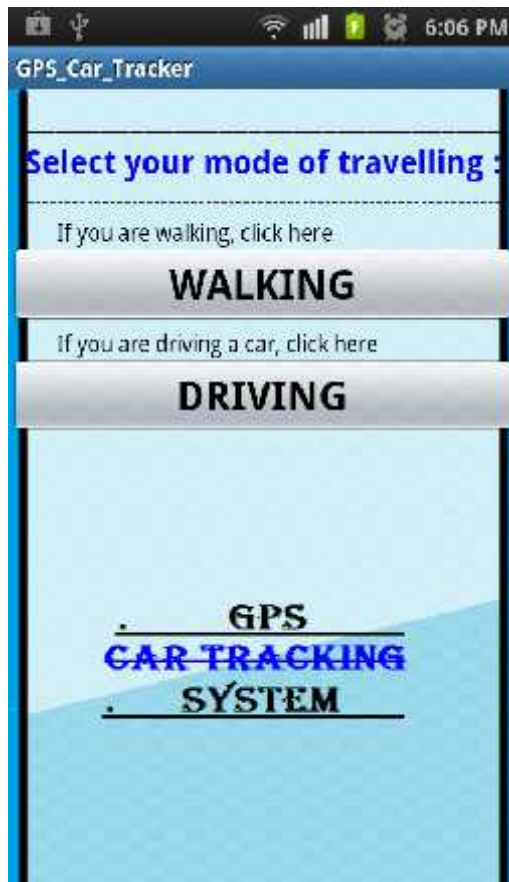 6:06 PM
GPS_Car_Tracker
Select your mode of travelling :
If you are walking, click here
WALKING
If you are driving a car, click here
DRIVING
. GPS
CAR TRACKING
. SYSTEM